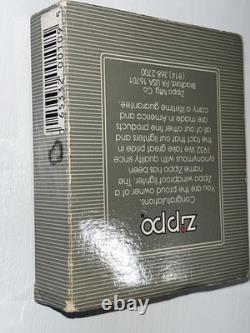 Zippo
Congratulations.
You are the proud owner of a
Zippo windproof lighter. The
name Zippo has been
synonymous with quality since
1932. We take great pride in
the fact that our lighters and
all our other fine products
are made in America and
carry a lifetime guarantee.
Zippo Mfg. Co.
Bradford, PA 16701
(814) 368-2700